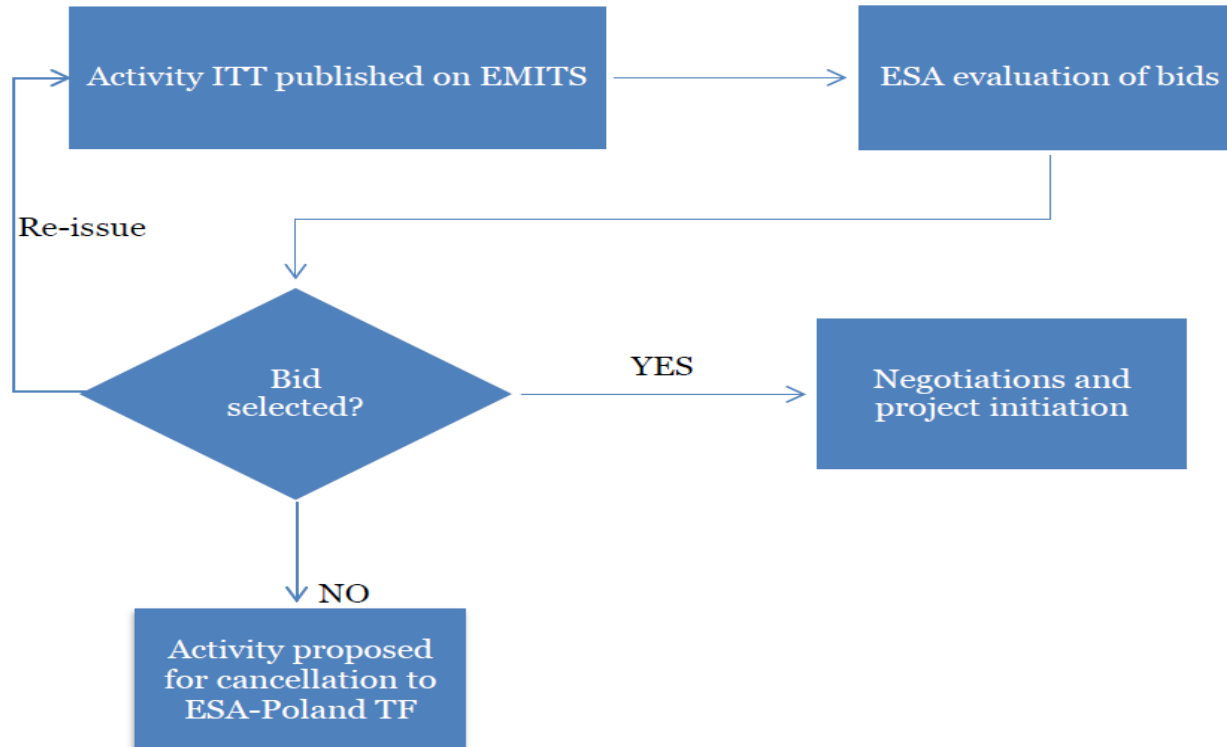 Activity ITT published on EMITS
ESA evaluation of bids
Re-issue
Bid
selected?
YES
Negotiations and
project initiation
NO
Activity proposed
for cancellation to
ESA-Poland TF